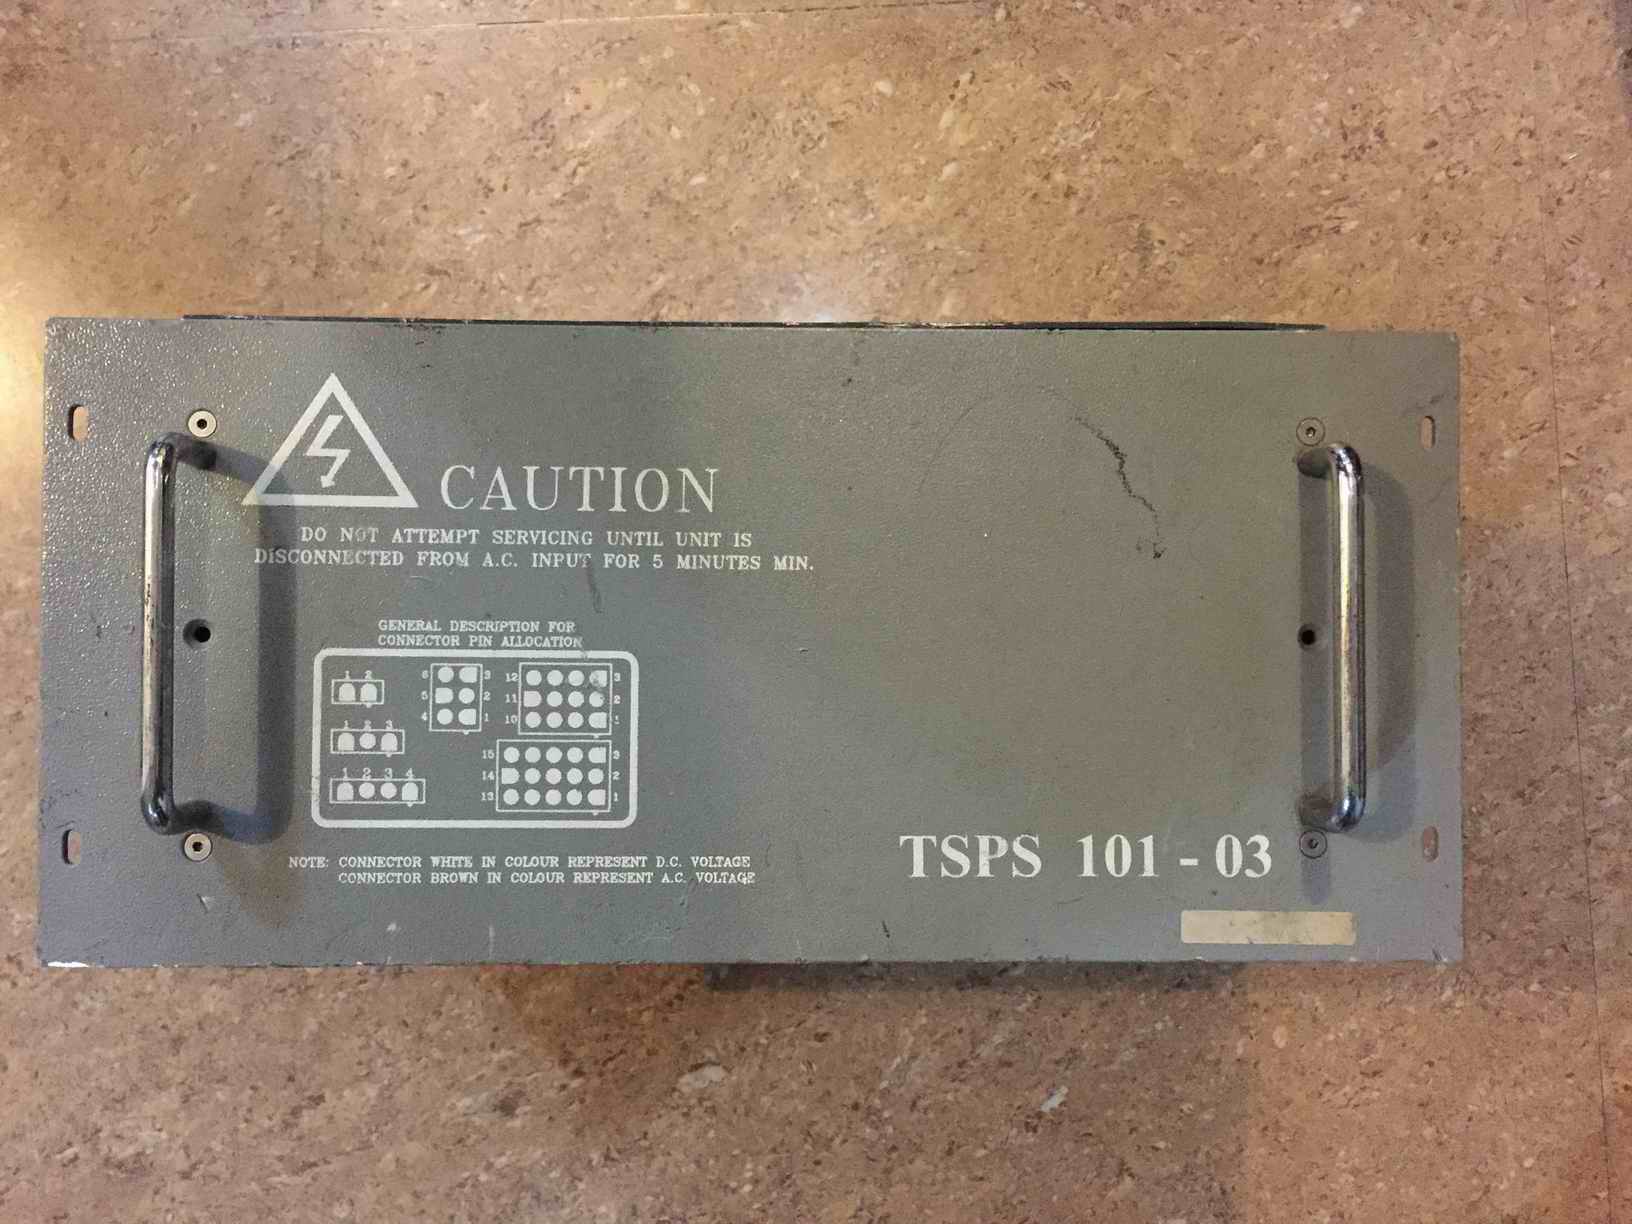 CAUTION
DO NOT ATTEMPT SERVICING UNTIL UNIT IS
DISCONNECTED FROM A.C. INPUT FOR 5 MINUTES MIN.
GENERAL DESCRIPTION FOR
CONNECTOR PIN ALLOCATION
1 2
6 3
5 2
4 1
12 3
11 2
10 1
1 2 3
1 2 3 4
15 3
14 2
13 1
NOTE: CONNECTOR WHITE IN COLOUR REPRESENT D.C. VOLTAGE
CONNECTOR BROWN IN COLOUR REPRESENT A.C. VOLTAGE
TSPS 101 - 03